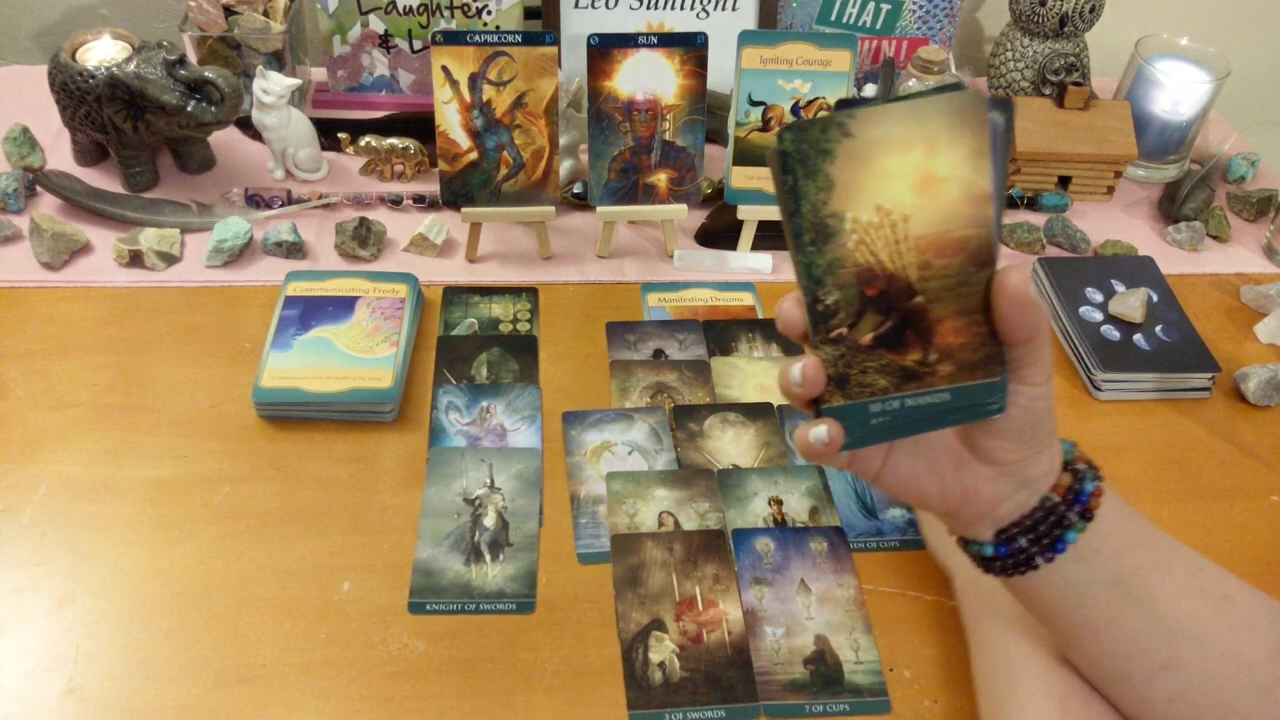 Laughter
& L
Leo Sunlight
THAT
CAPRICORN 10
SUN
Igniting Courage
Communicating Freely
Manifesting Dreams
10 OF WANDS
KNIGHT OF SWORDS
EEN OF CUPS
3 OF SWORDS
7 OF CUPS